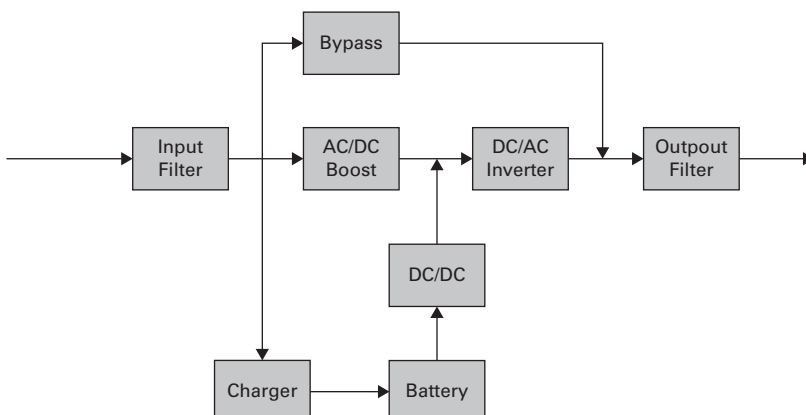 Bypass
Input
Filter
AC/DC
Boost
DC/AC
Inverter
Outpout
Filter
DC/DC
Charger
Battery